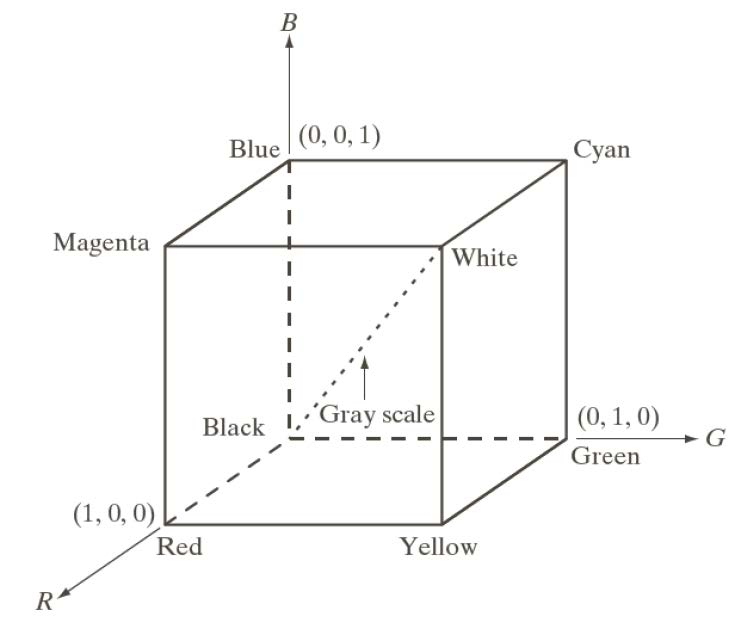 B
(0, 0, 1)
Blue
Cyan
Magenta
White
Black
Gray scale
(0, 1, 0)
G
Green
(1, 0, 0)
Red
Yellow
R